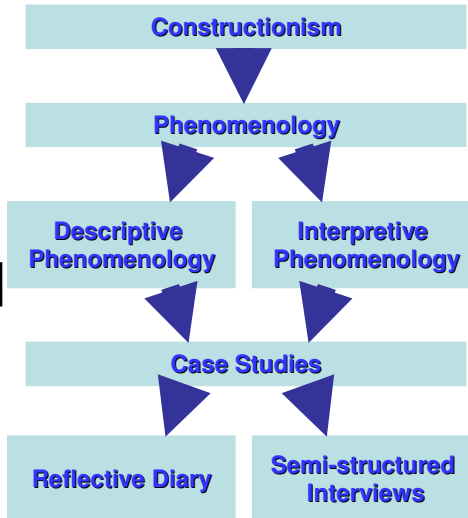 Constructionism
Phenomenology
Descriptive
Phenomenology
Interpretive
Phenomenology
Case Studies
Reflective Diary
Semi-structured
Interviews